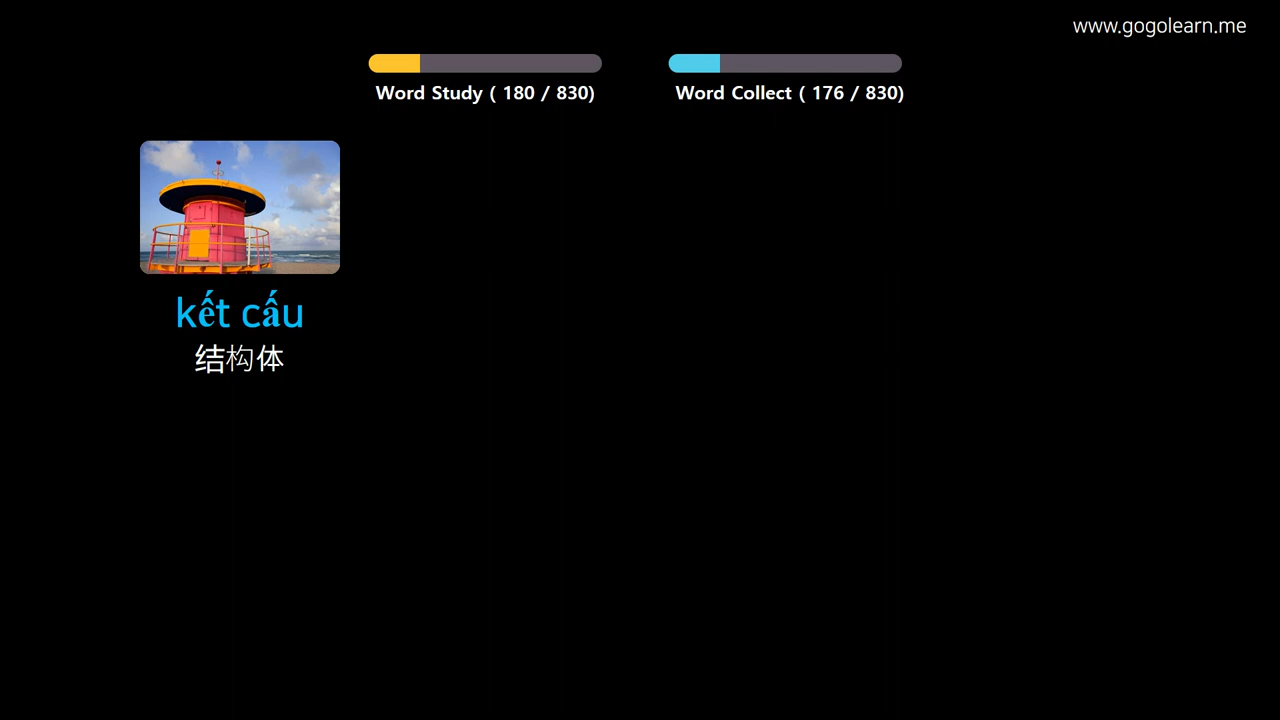 www.gogolearn.me
Word Study ( 180 / 830)
Word Collect ( 176 / 830)
kết cấu
结构体